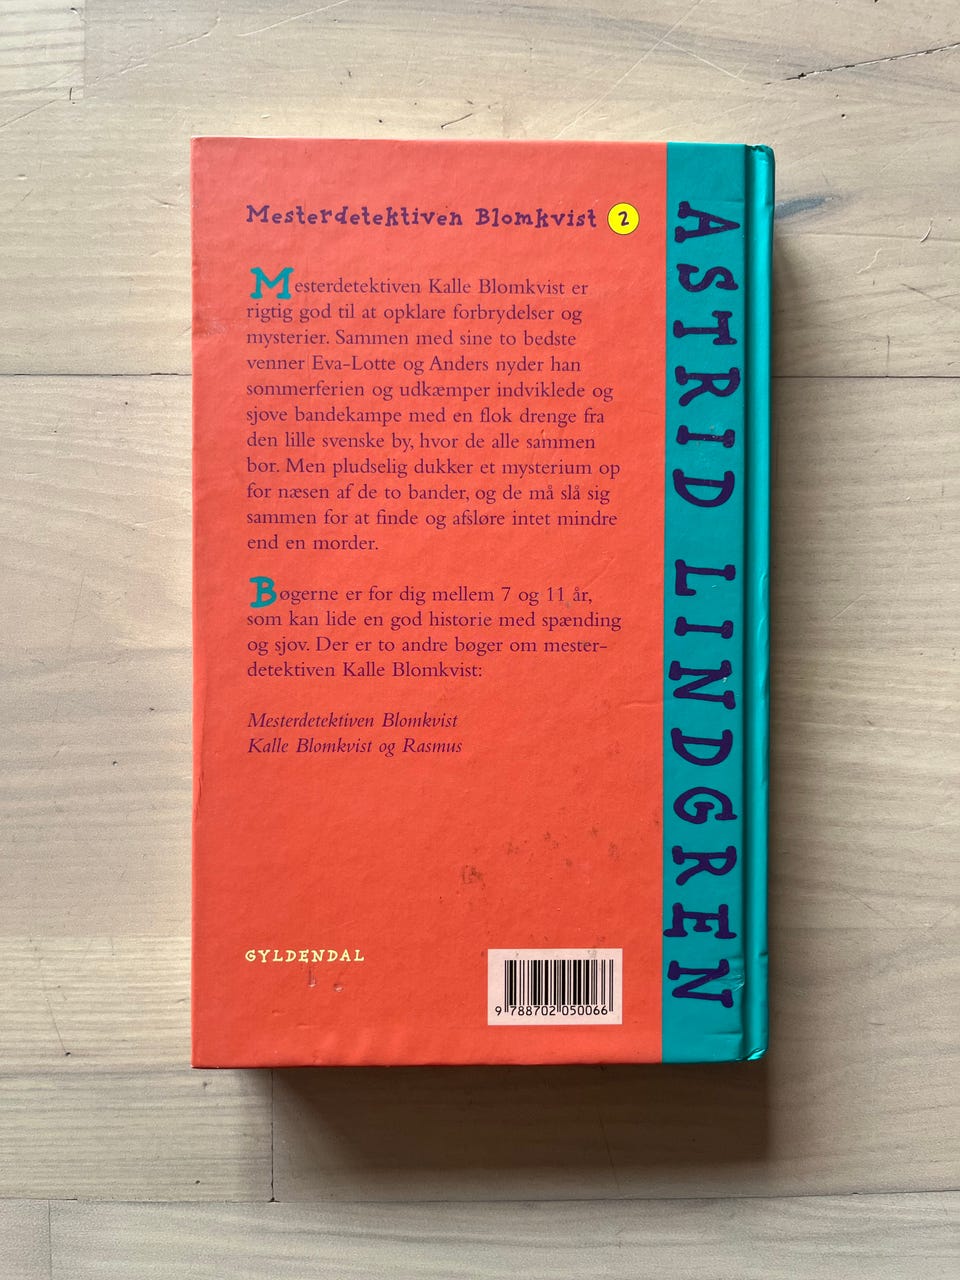 Mesterdetektiven Blomkvist 2
Mesterdetektiven Kalle Blomkvist er
rigtig god til at opklare forbrydelser og
mysterier. Sammen med sine to bedste
venner Eva-Lotte og Anders nyder han
sommerferien og udkæmper indviklede og
sjove bandekampe med en flok drenge fra
den lille svenske by, hvor de alle sammen
bor. Men pludselig dukker et mysterium op
for næsen af de to bander, og de må slå sig
sammen for at finde og afsløre intet mindre
end en morder.
Bøgerne er for dig mellem 7 og 11 år,
som kan lide en god historie med spænding
og sjov. Der er to andre bøger om mester-
detektiven Kalle Blomkvist:
Mesterdetektiven Blomkvist
Kalle Blomkvist og Rasmus
GYLDENDAL
9 788702 050066
ASTRID LINDGREN